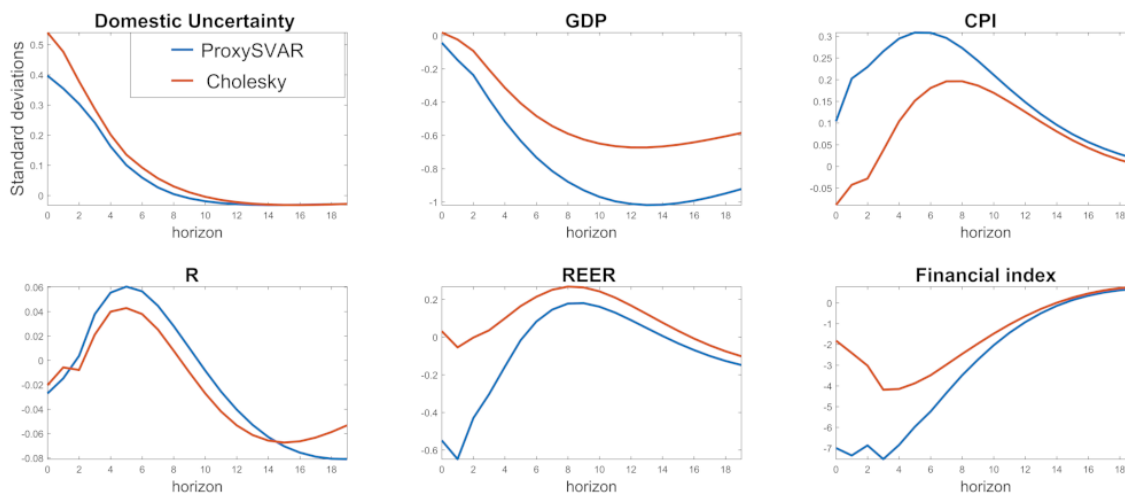 Domestic Uncertainty
Standard deviations
0.5
0.4
0.3
0.2
0.1
0
ProxySVAR
Cholesky
0 2 4 6 8 10 12 14 16 18
horizon
GDP
0
-0.2
-0.4
-0.6
-0.8
-1
0 2 4 6 8 10 12 14 16 18
horizon
CPI
0.3
0.25
0.2
0.15
0.1
0.05
0
-0.05
0 2 4 6 8 10 12 14 16 18
horizon
R
0.06
0.04
0.02
0
-0.02
-0.04
-0.06
-0.08
0 2 4 6 8 10 12 14 16 18
horizon
REER
0.2
0
-0.2
-0.4
-0.6
0 2 4 6 8 10 12 14 16 18
horizon
Financial index
0
-1
-2
-3
-4
-5
-6
-7
0 2 4 6 8 10 12 14 16 18
horizon